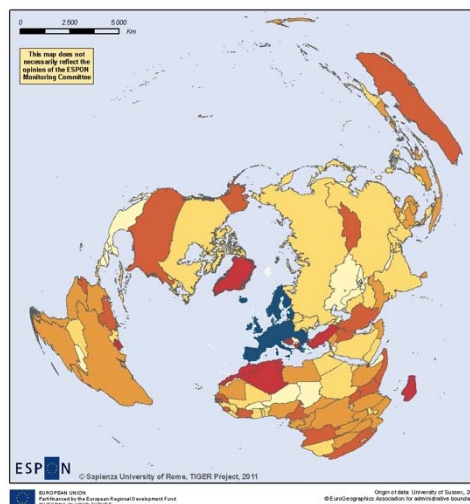 0 2 500 5 000
Km
This map does not
necessarily reflect the
opinion of the ESPON
Monitoring Committee
ESPON
© Sapienza University of Rome, TIGER Project, 2011
EUROPEAN UNION
Part-financed by the European Regional Development Fund
Origin of data: University of Sussex,
© EuroGeographics Association for administrative